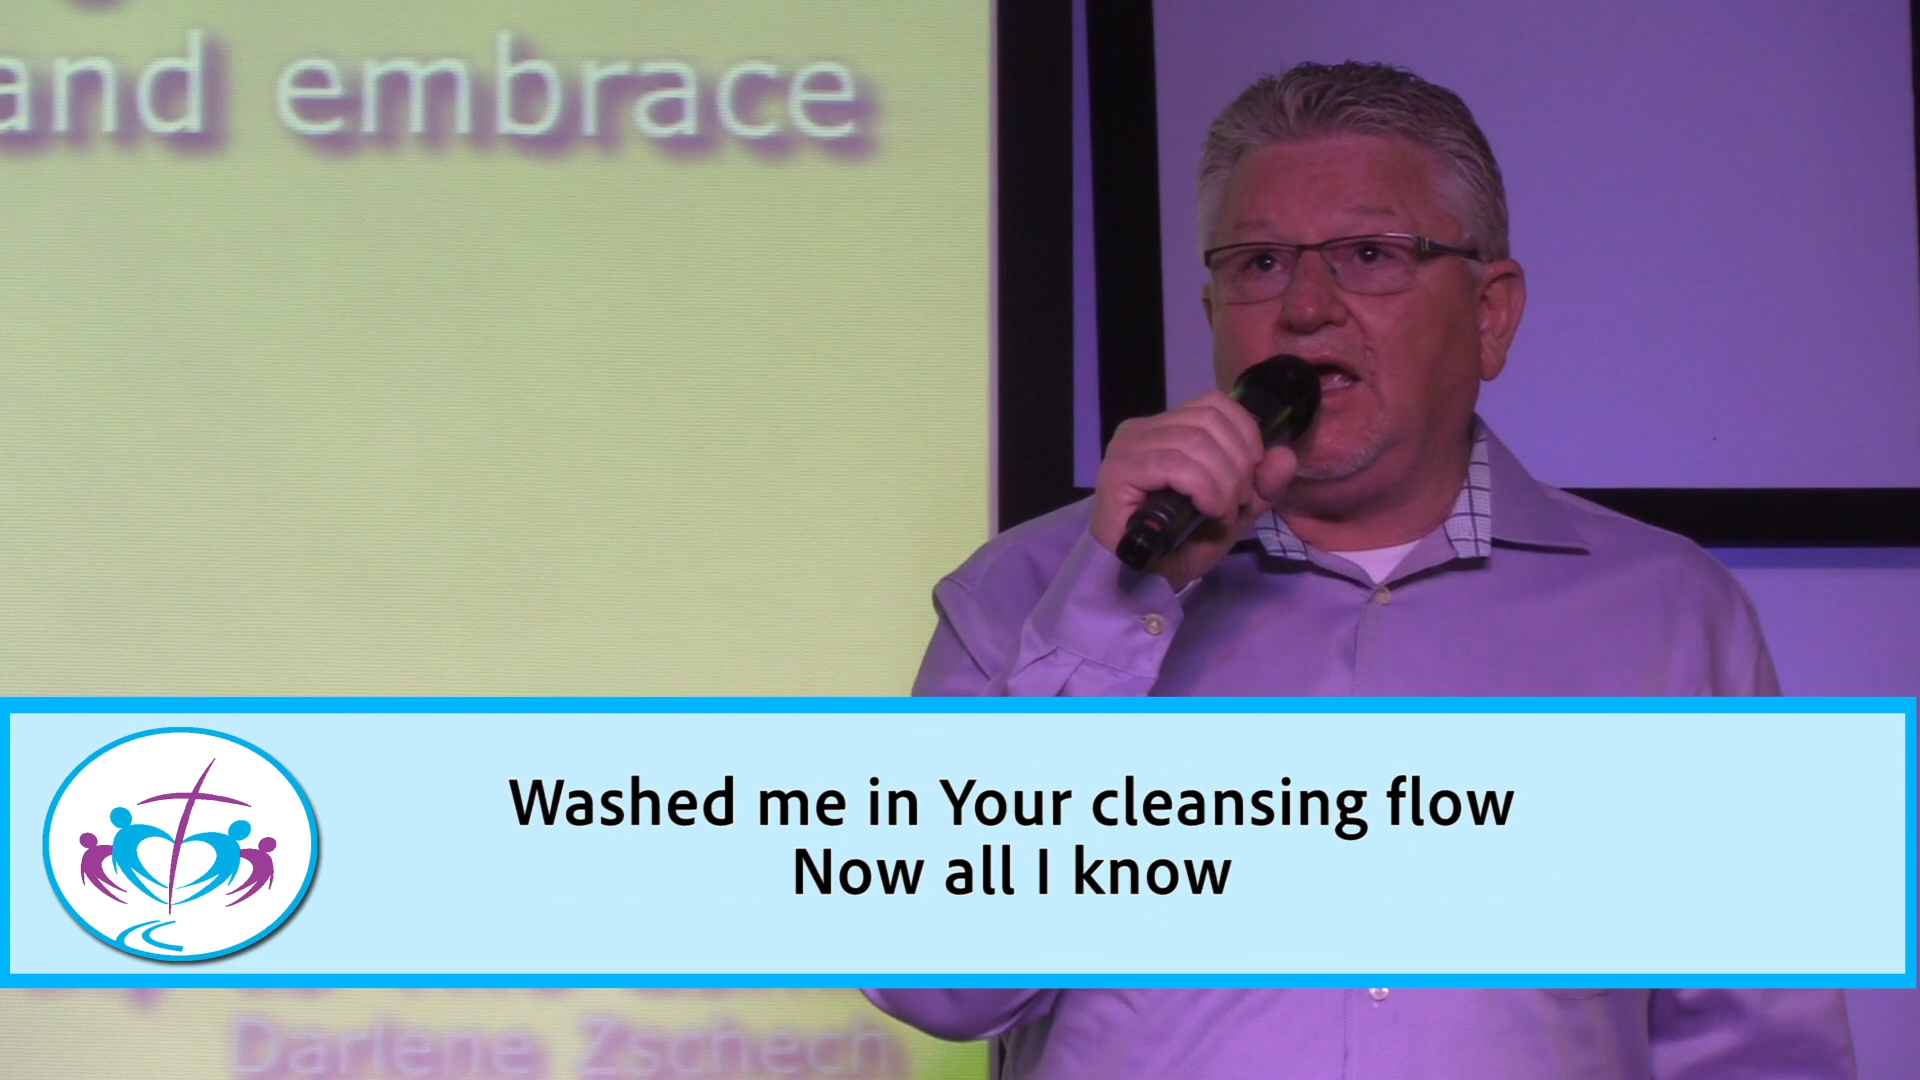 and embrace
Washed me in Your cleansing flow
Now all I know
Darlene Zschech